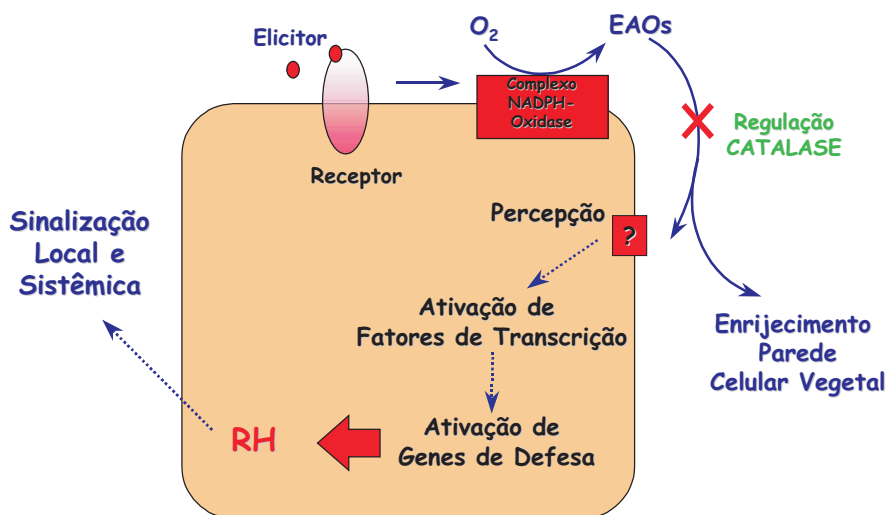 Elicitor
O2
EAOs
Complexo
NADPH-
Oxidase
Regulação
CATALASE
Receptor
Percepção
?
Sinalização
Local e
Sistêmica
Ativação de
Fatores de Transcrição
Enrijecimento
Parede
Celular Vegetal
RH
Ativação de
Genes de Defesa